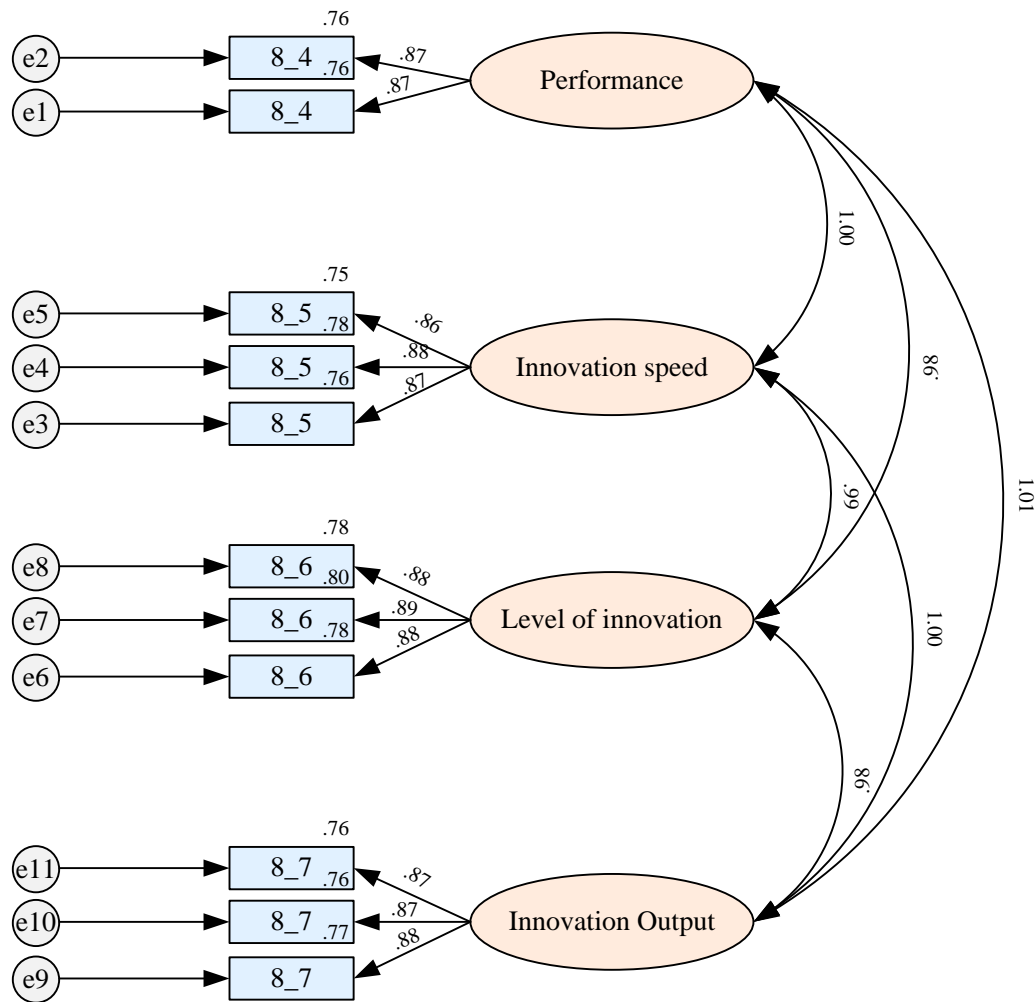 .76
e2
8_4
.87
Performance
.76
.87
e1
8_4
1.00
.75
e5
8_5
.86
.78
.98
e4
8_5
.88
Innovation speed
.76
.87
e3
8_5
.99
1.01
.78
e8
8_6
.88
.80
e7
8_6
.89
Level of innovation
1.00
.78
.88
e6
8_6
.98
.76
e11
8_7
.87
.76
e10
8_7
.87
Innovation Output
.77
.88
e9
8_7